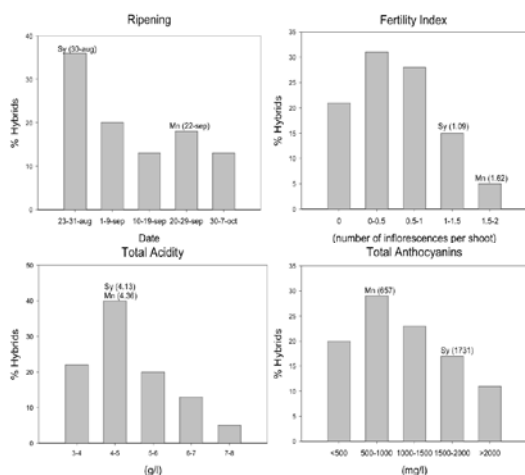 Ripening
% Hybrids
40
30
20
10
0
Sy (30-aug)
Mn (22-sep)
23-31-aug 1-9-sep 10-19-sep 20-29-sep 30-7-oct
Date
Fertility Index
% Hybrids
35
30
25
20
15
10
5
0
Sy (1.09)
Mn (1.62)
0 0-0.5 0.5-1 1-1.5 1.5-2
(number of inflorescences per shoot)
Total Acidity
% Hybrids
50
40
30
20
10
0
Sy (4.13)
Mn (4.36)
3-4 4-5 5-6 6-7 7-8
(g/l)
Total Anthocyanins
% Hybrids
35
30
25
20
15
10
5
0
Mn (657)
Sy (1731)
<500 500-1000 1000-1500 1500-2000 >2000
(mg/l)